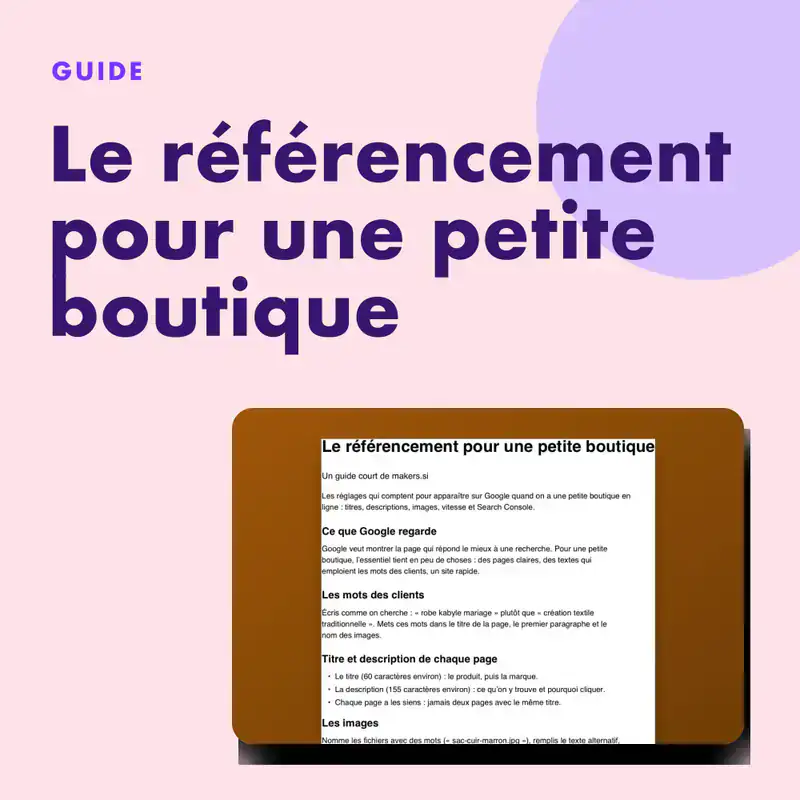 GUIDE
Le référencement
pour une petite
boutique
Le référencement pour une petite boutique
Un guide court de makers.si
Les réglages qui comptent pour apparaître sur Google quand on a une petite boutique en
ligne : titres, descriptions, images, vitesse et Search Console.
Ce que Google regarde
Google veut montrer la page qui répond le mieux à une recherche. Pour une petite
boutique, l'essentiel tient en peu de choses : des pages claires, des textes qui
emploient les mots des clients, un site rapide.
Les mots des clients
Écris comme on cherche : « robe kabyle mariage » plutôt que « création textile
traditionnelle ». Mets ces mots dans le titre de la page, le premier paragraphe et le
nom des images.
Titre et description de chaque page
• Le titre (60 caractères environ) : le produit, puis la marque.
• La description (155 caractères environ) : ce qu'on y trouve et pourquoi cliquer.
• Chaque page a les siens : jamais deux pages avec le même titre.
Les images
Nomme les fichiers avec des mots (« sac-cuir-marron.jpg »), remplis le texte alternatif,